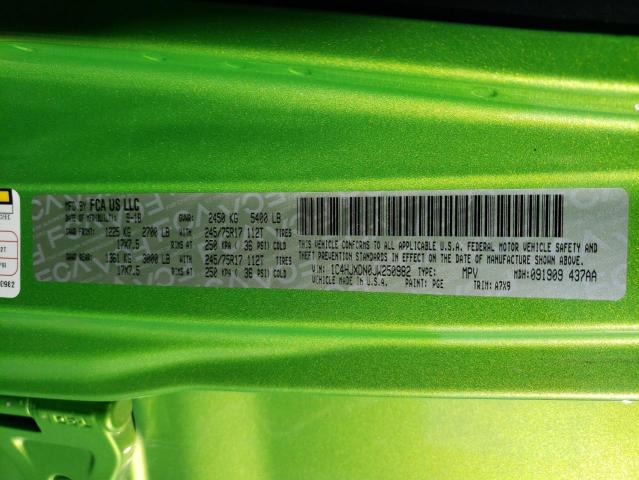 MFD BY FCA US LLC
DATE OF MFR(BUILT): 9-18 GVWR: 2450 KG 5400 LB
GAWR FRONT: 1225 KG 2700 LB WITH 245/75R17 112T TIRES
17X7.5 RIMS AT 250 KPA ( 36 PSI) COLD
GAWR REAR: 1361 KG 3000 LB WITH 245/75R17 112T TIRES
17X7.5 RIMS AT 250 KPA ( 36 PSI) COLD
THIS VEHICLE CONFORMS TO ALL APPLICABLE U.S.A. FEDERAL MOTOR VEHICLE SAFETY AND
THEFT PREVENTION STANDARDS IN EFFECT ON THE DATE OF MANUFACTURE SHOWN ABOVE.
VIN: 1C4HJXDN0JW250982 TYPE: MPV MDH: 091909 437AA
VEHICLE MADE IN U.S.A. PAINT: PGE TRIM: A7X9